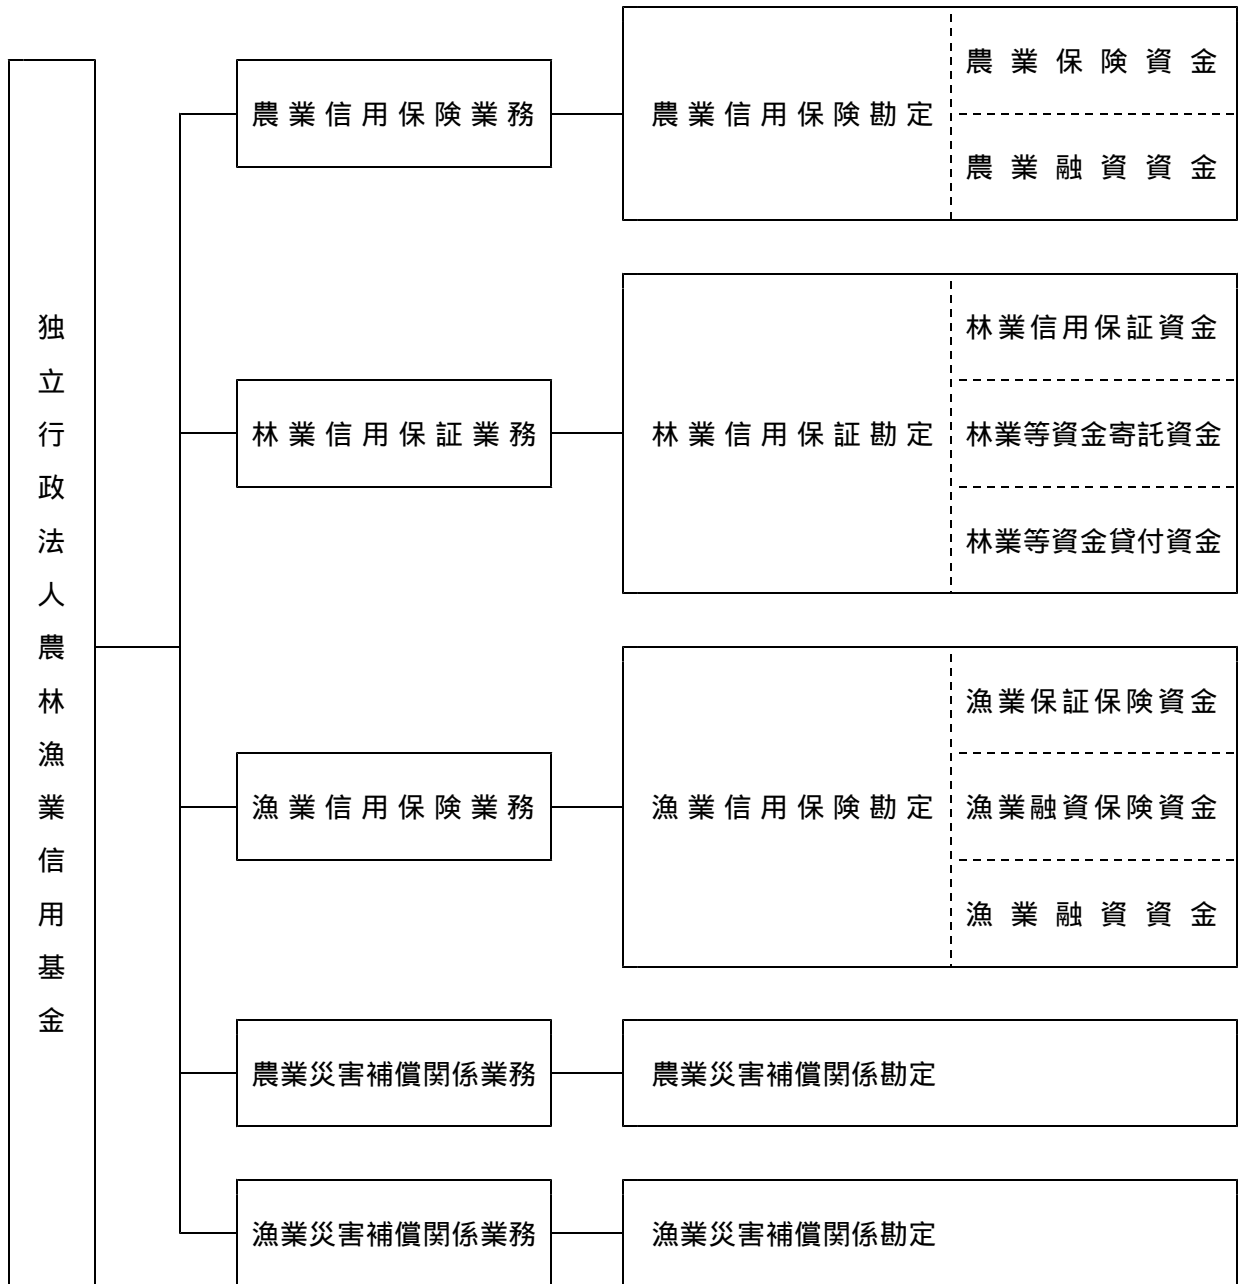 独立行政法人農林漁業信用基金
農業信用保険業務
農業信用保険勘定
農業保険資金
農業融資資金
林業信用保証業務
林業信用保証勘定
林業信用保証資金
林業等資金寄託資金
林業等資金貸付資金
漁業信用保険業務
漁業信用保険勘定
漁業保証保険資金
漁業融資保険資金
漁業融資資金
農業災害補償関係業務
農業災害補償関係勘定
漁業災害補償関係業務
漁業災害補償関係勘定